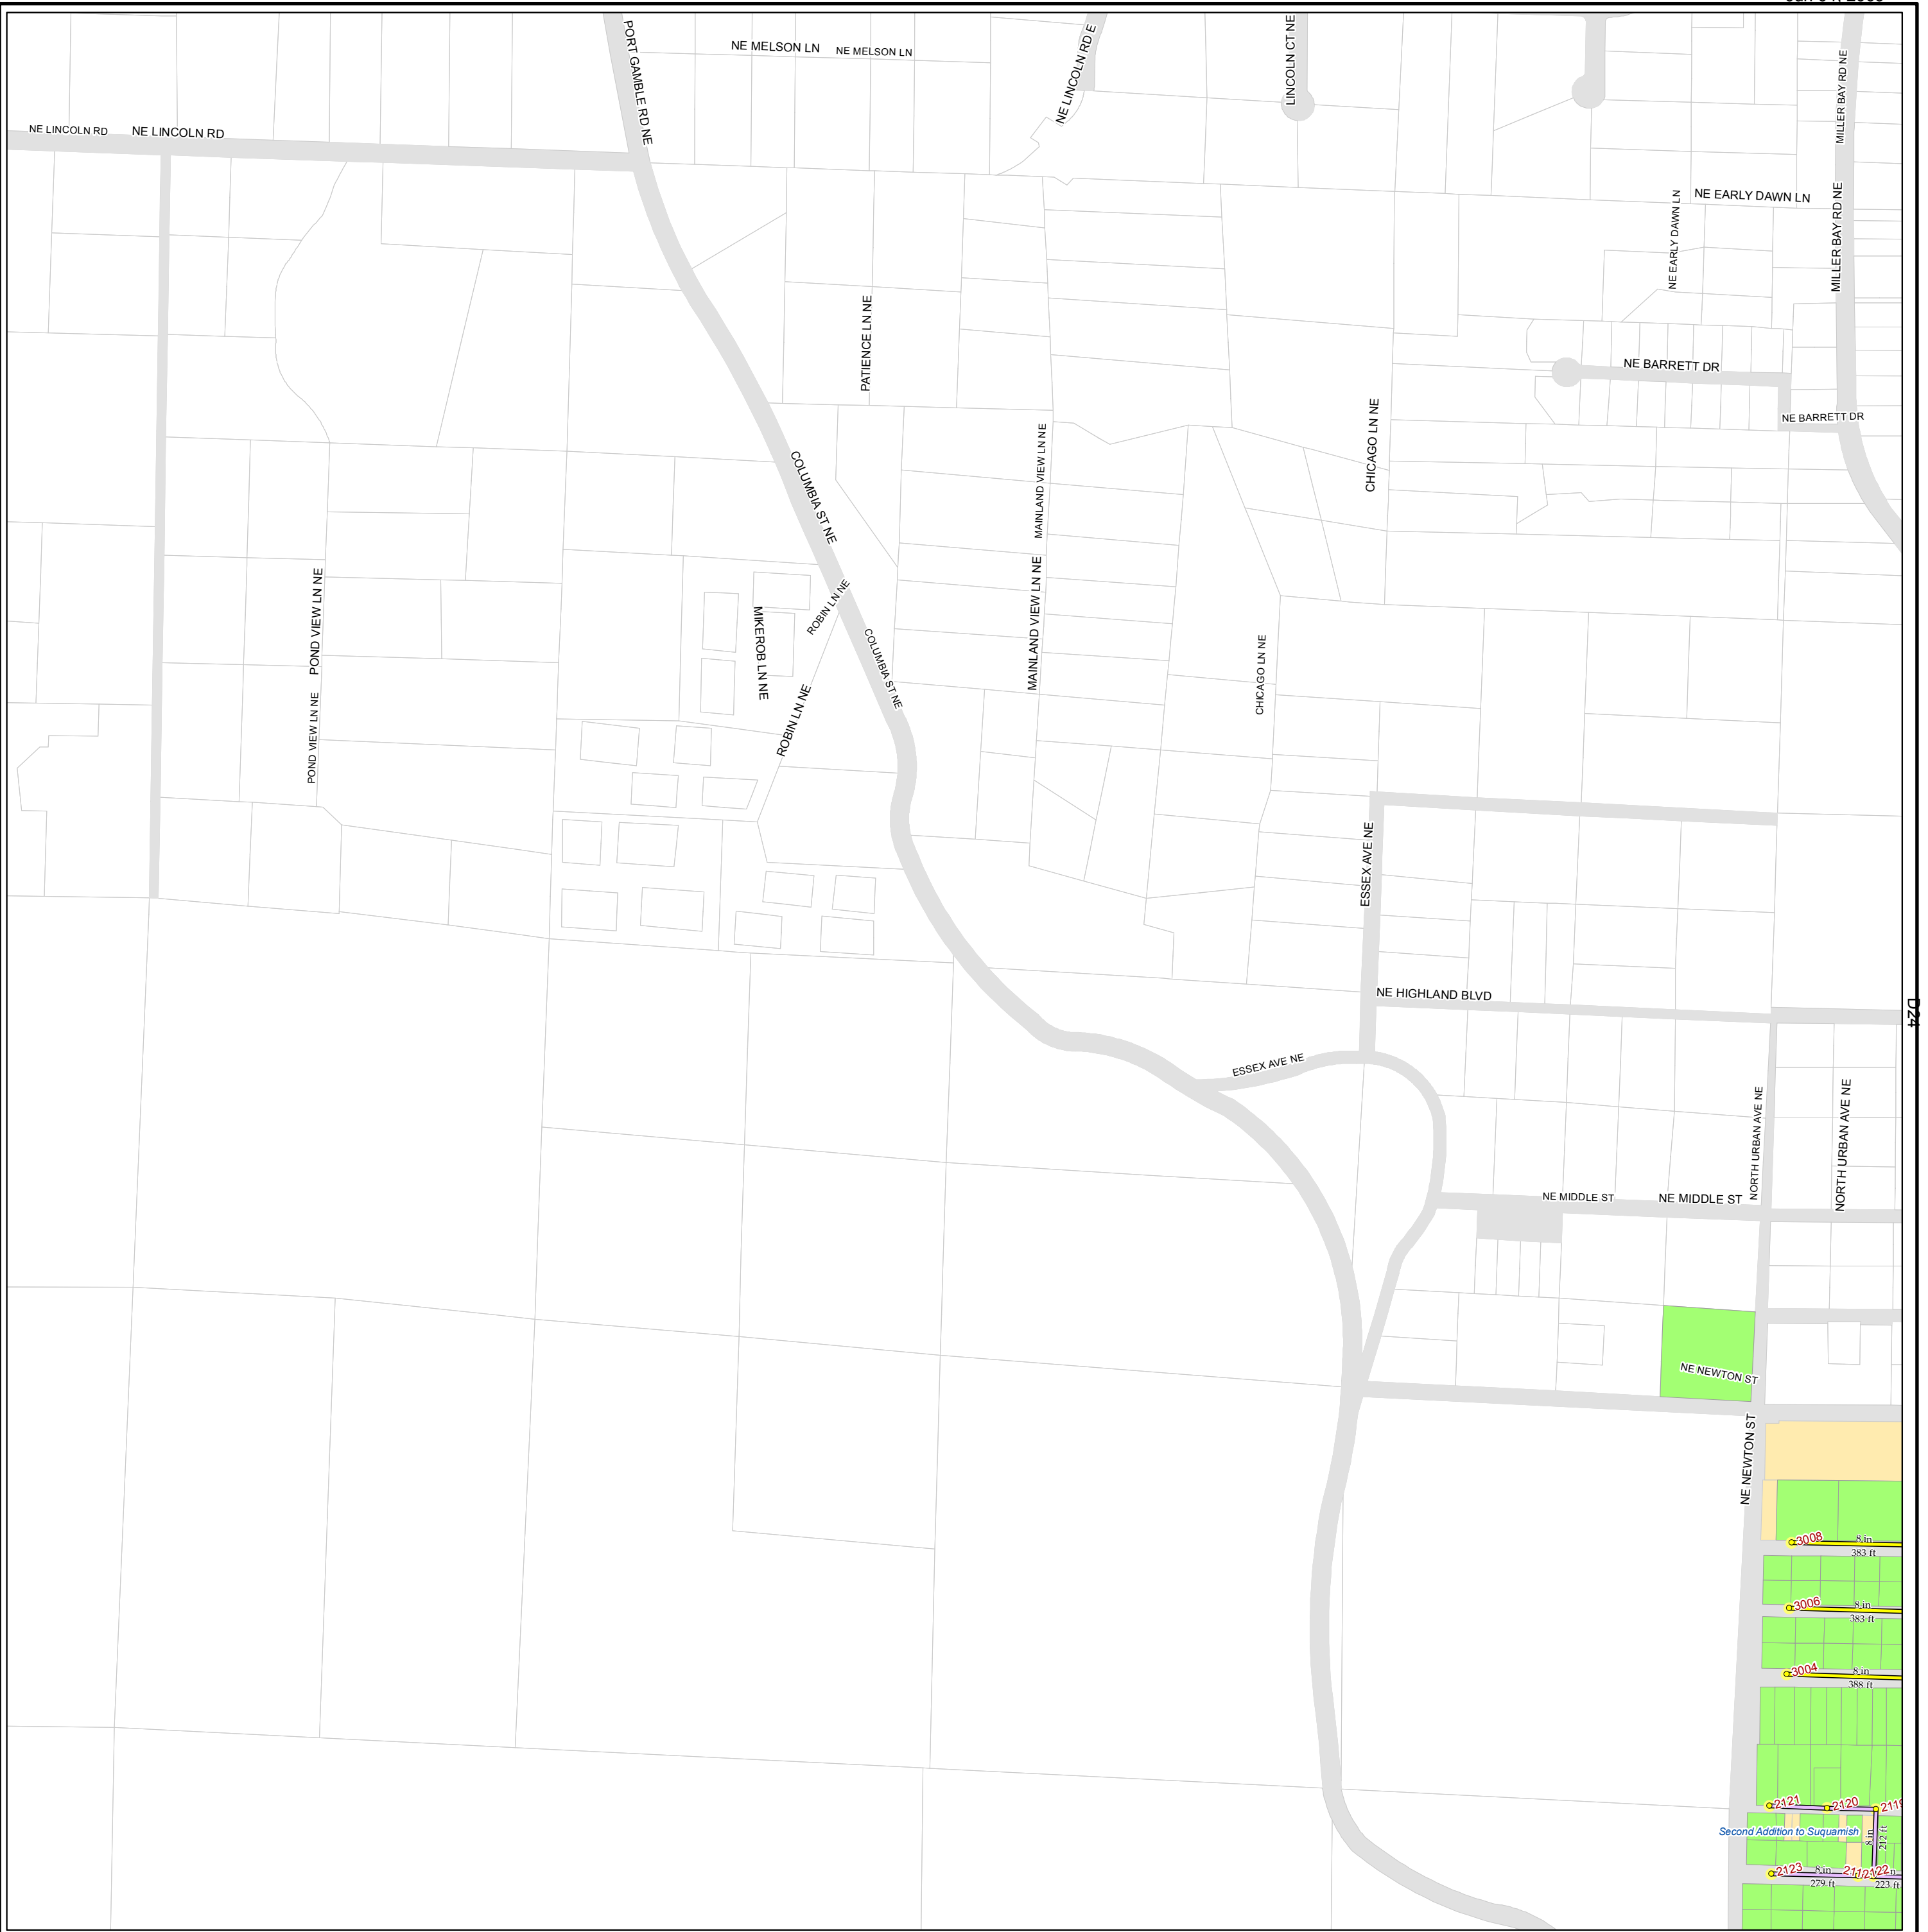 NE MELSON LN
NE MELSON LN
PORT GAMBLE RD NE
NE LINCOLN RD E
LINCOLN CT NE
MILLER BAY RD NE
NE LINCOLN RD
NE LINCOLN RD
NE EARLY DAWN LN
NE EARLY DAWN LN
MILLER BAY RD NE
PATIENCE LN NE
NE BARRETT DR
NE BARRETT DR
CHICAGO LN NE
COLUMBIA ST NE
MAINLAND VIEW LN NE
MAINLAND VIEW LN NE
POND VIEW LN NE
POND VIEW LN NE
MIKEROB LN NE
ROBIN LN NE
ROBIN LN NE
COLUMBIA ST NE
CHICAGO LN NE
ESSEX AVE NE
NE HIGHLAND BLVD
D24
ESSEX AVE NE
NORTH URBAN AVE NE
NORTH URBAN AVE NE
NE MIDDLE ST
NE MIDDLE ST
NE NEWTON ST
NE NEWTON ST
3008
8 in
383 ft
3006
8 in
383 ft
3004
8 in
388 ft
2121
2120
Second Addition to Suquamish
8 in
212 ft
2123
8 in
279 ft
2122
223 ft